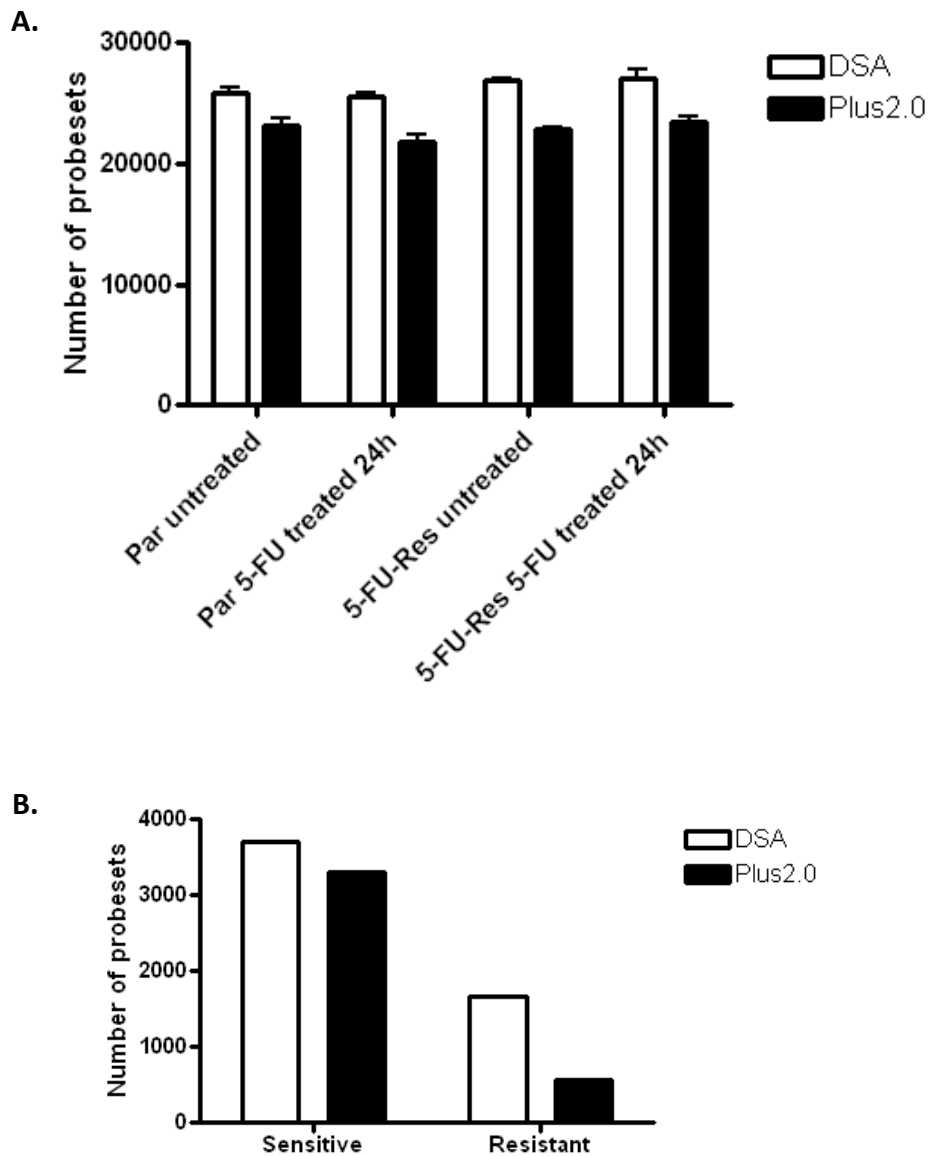 A.
30000
20000
10000
0
Number of probesets
DSA
Plus2.0
Par untreated
Par 5-FU treated 24h
5-FU-Res untreated
5-FU-Res 5-FU treated 24h
B.
4000
3000
2000
1000
0
Number of probesets
DSA
Plus2.0
Sensitive
Resistant